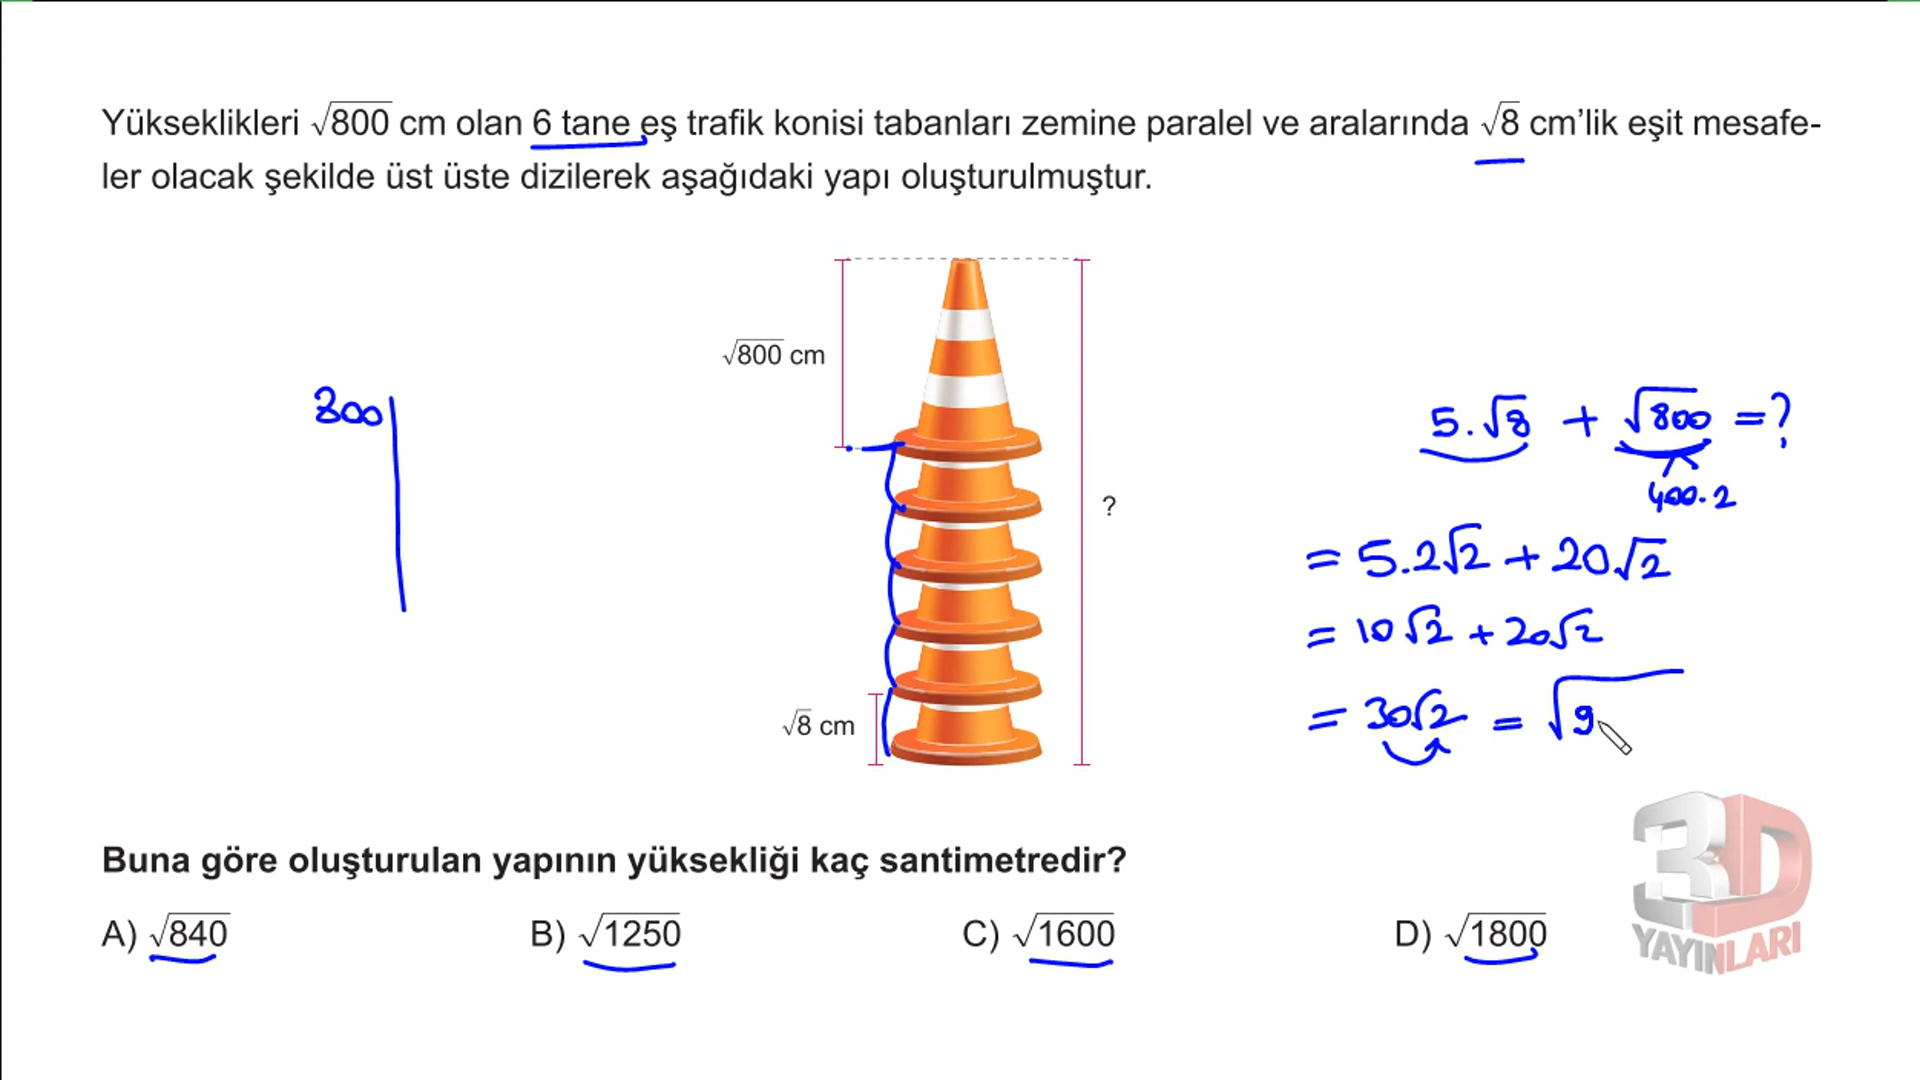 Yükseklikleri √800 cm olan 6 tane eş trafik konisi tabanları zemine paralel ve aralarında √8 cm'lik eşit mesafe-
ler olacak şekilde üst üste dizilerek aşağıdaki yapı oluşturulmuştur.
√800 cm
800
5.√8 + √800 = ?
400.2
?
= 5.2√2 + 20√2
= 10√2 + 20√2
= 30√2 = √9
√8 cm
Buna göre oluşturulan yapının yüksekliği kaç santimetredir?
A) √840 B) √1250 C) √1600 D) √1800
3D
YAYINLARI